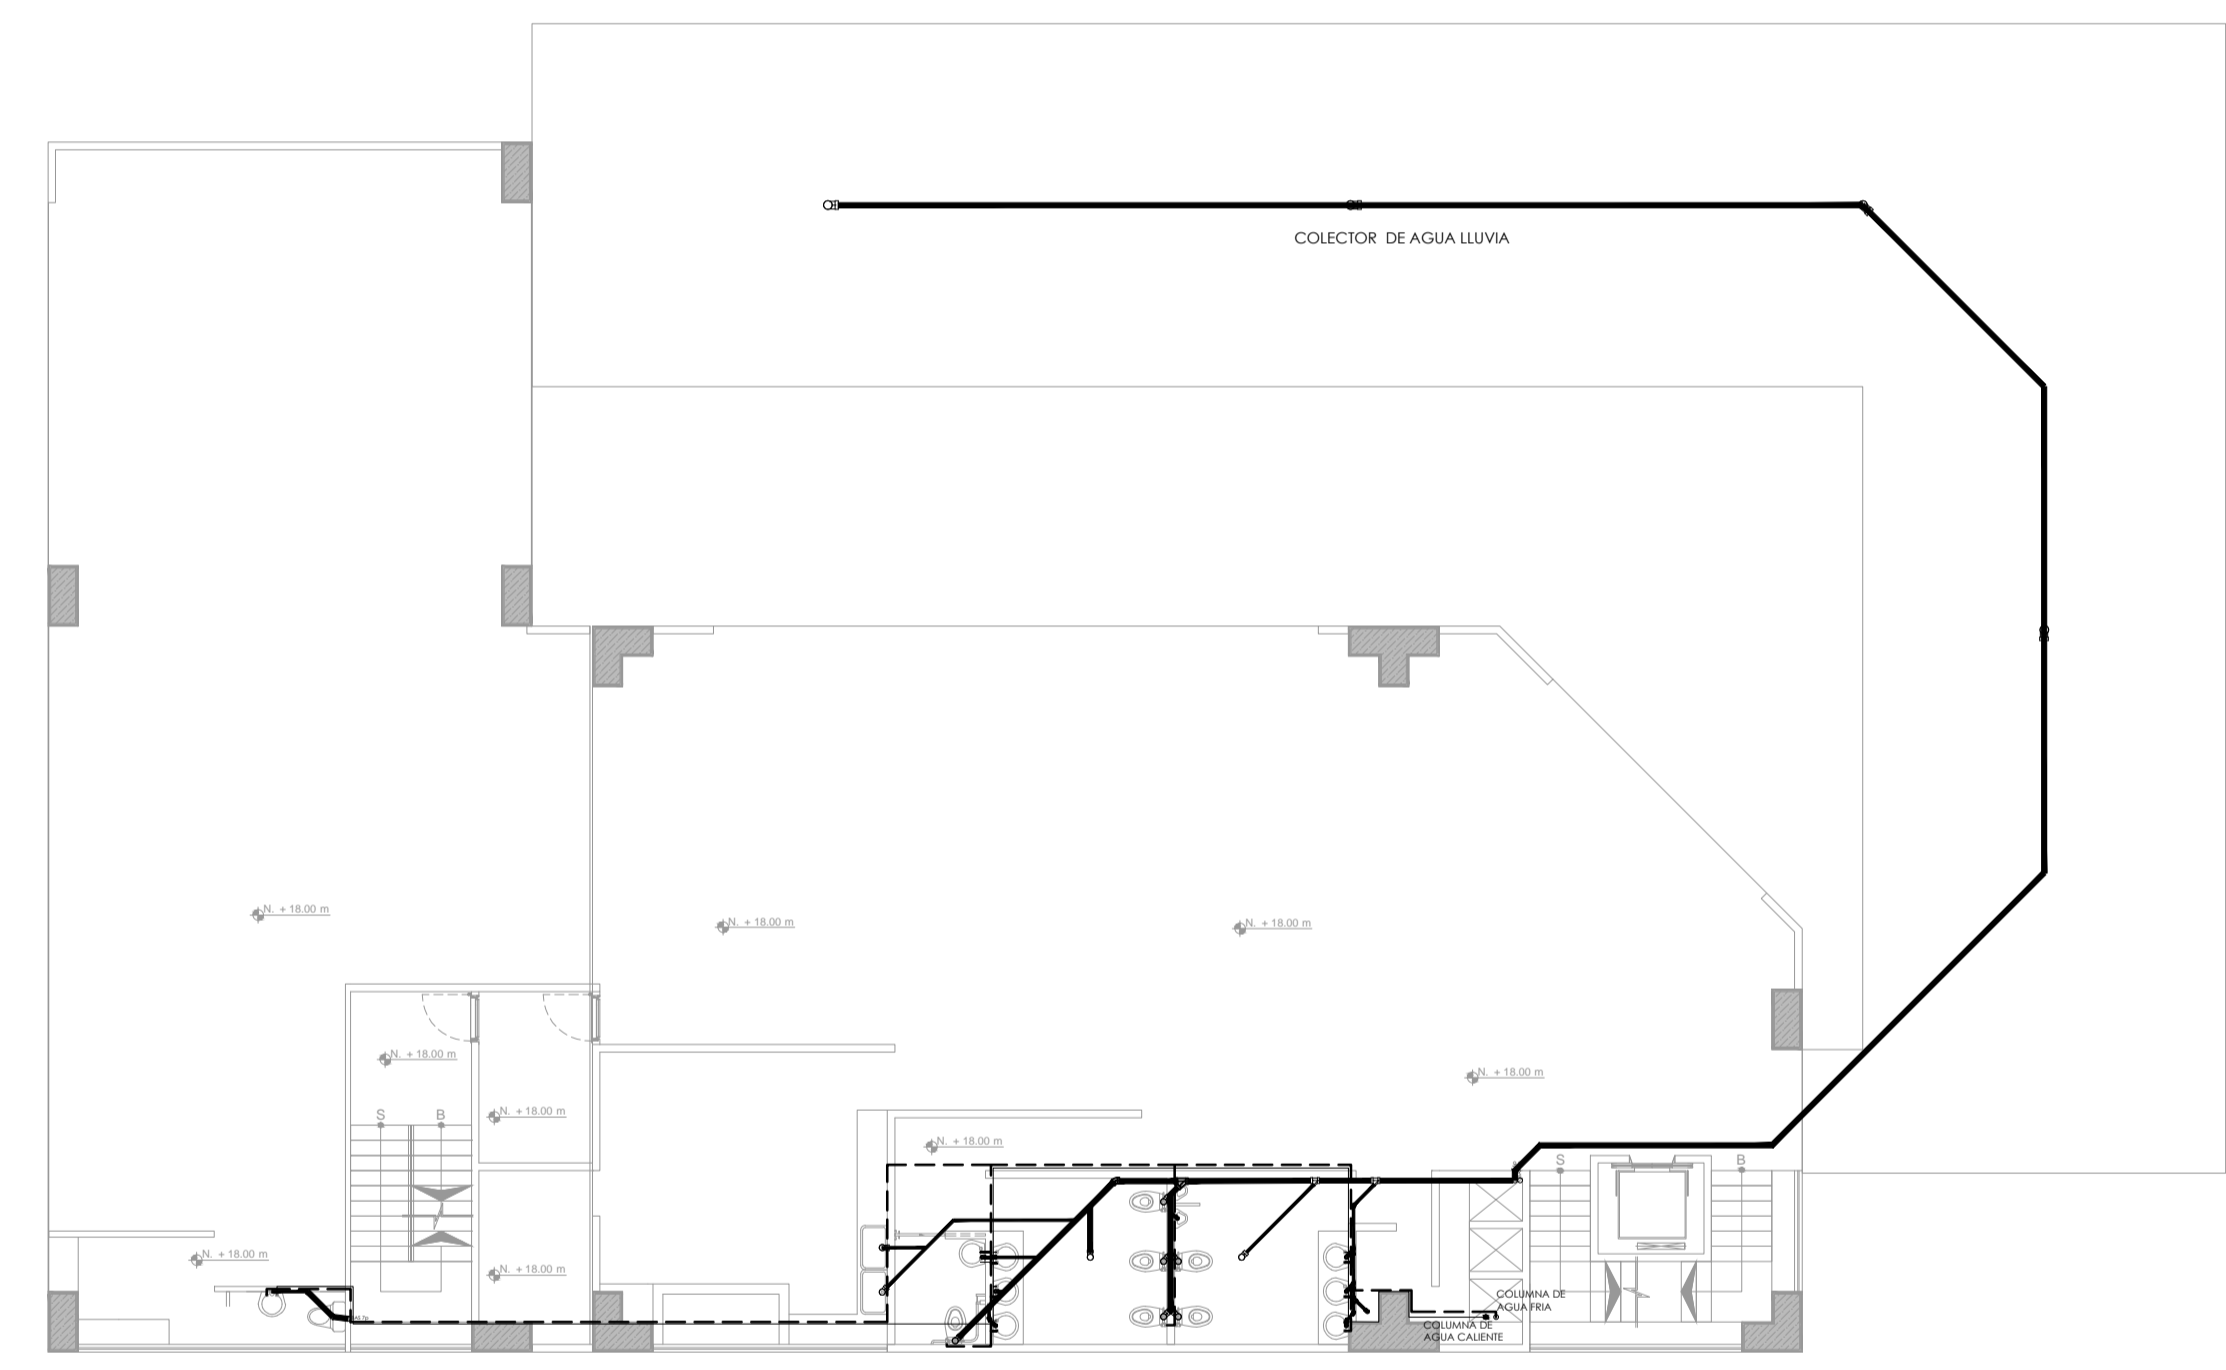 COLECTOR DE AGUA LLUVIA
N. + 18.00 m
N. + 18.00 m
N. + 18.00 m
N. + 18.00 m
N. + 18.00 m
N. + 18.00 m
S B
N. + 18.00 m
S B
N. + 18.00 m
N. + 18.00 m
COLUMNA DE
AGUA FRIA
COLUMNA DE
AGUA CALIENTE